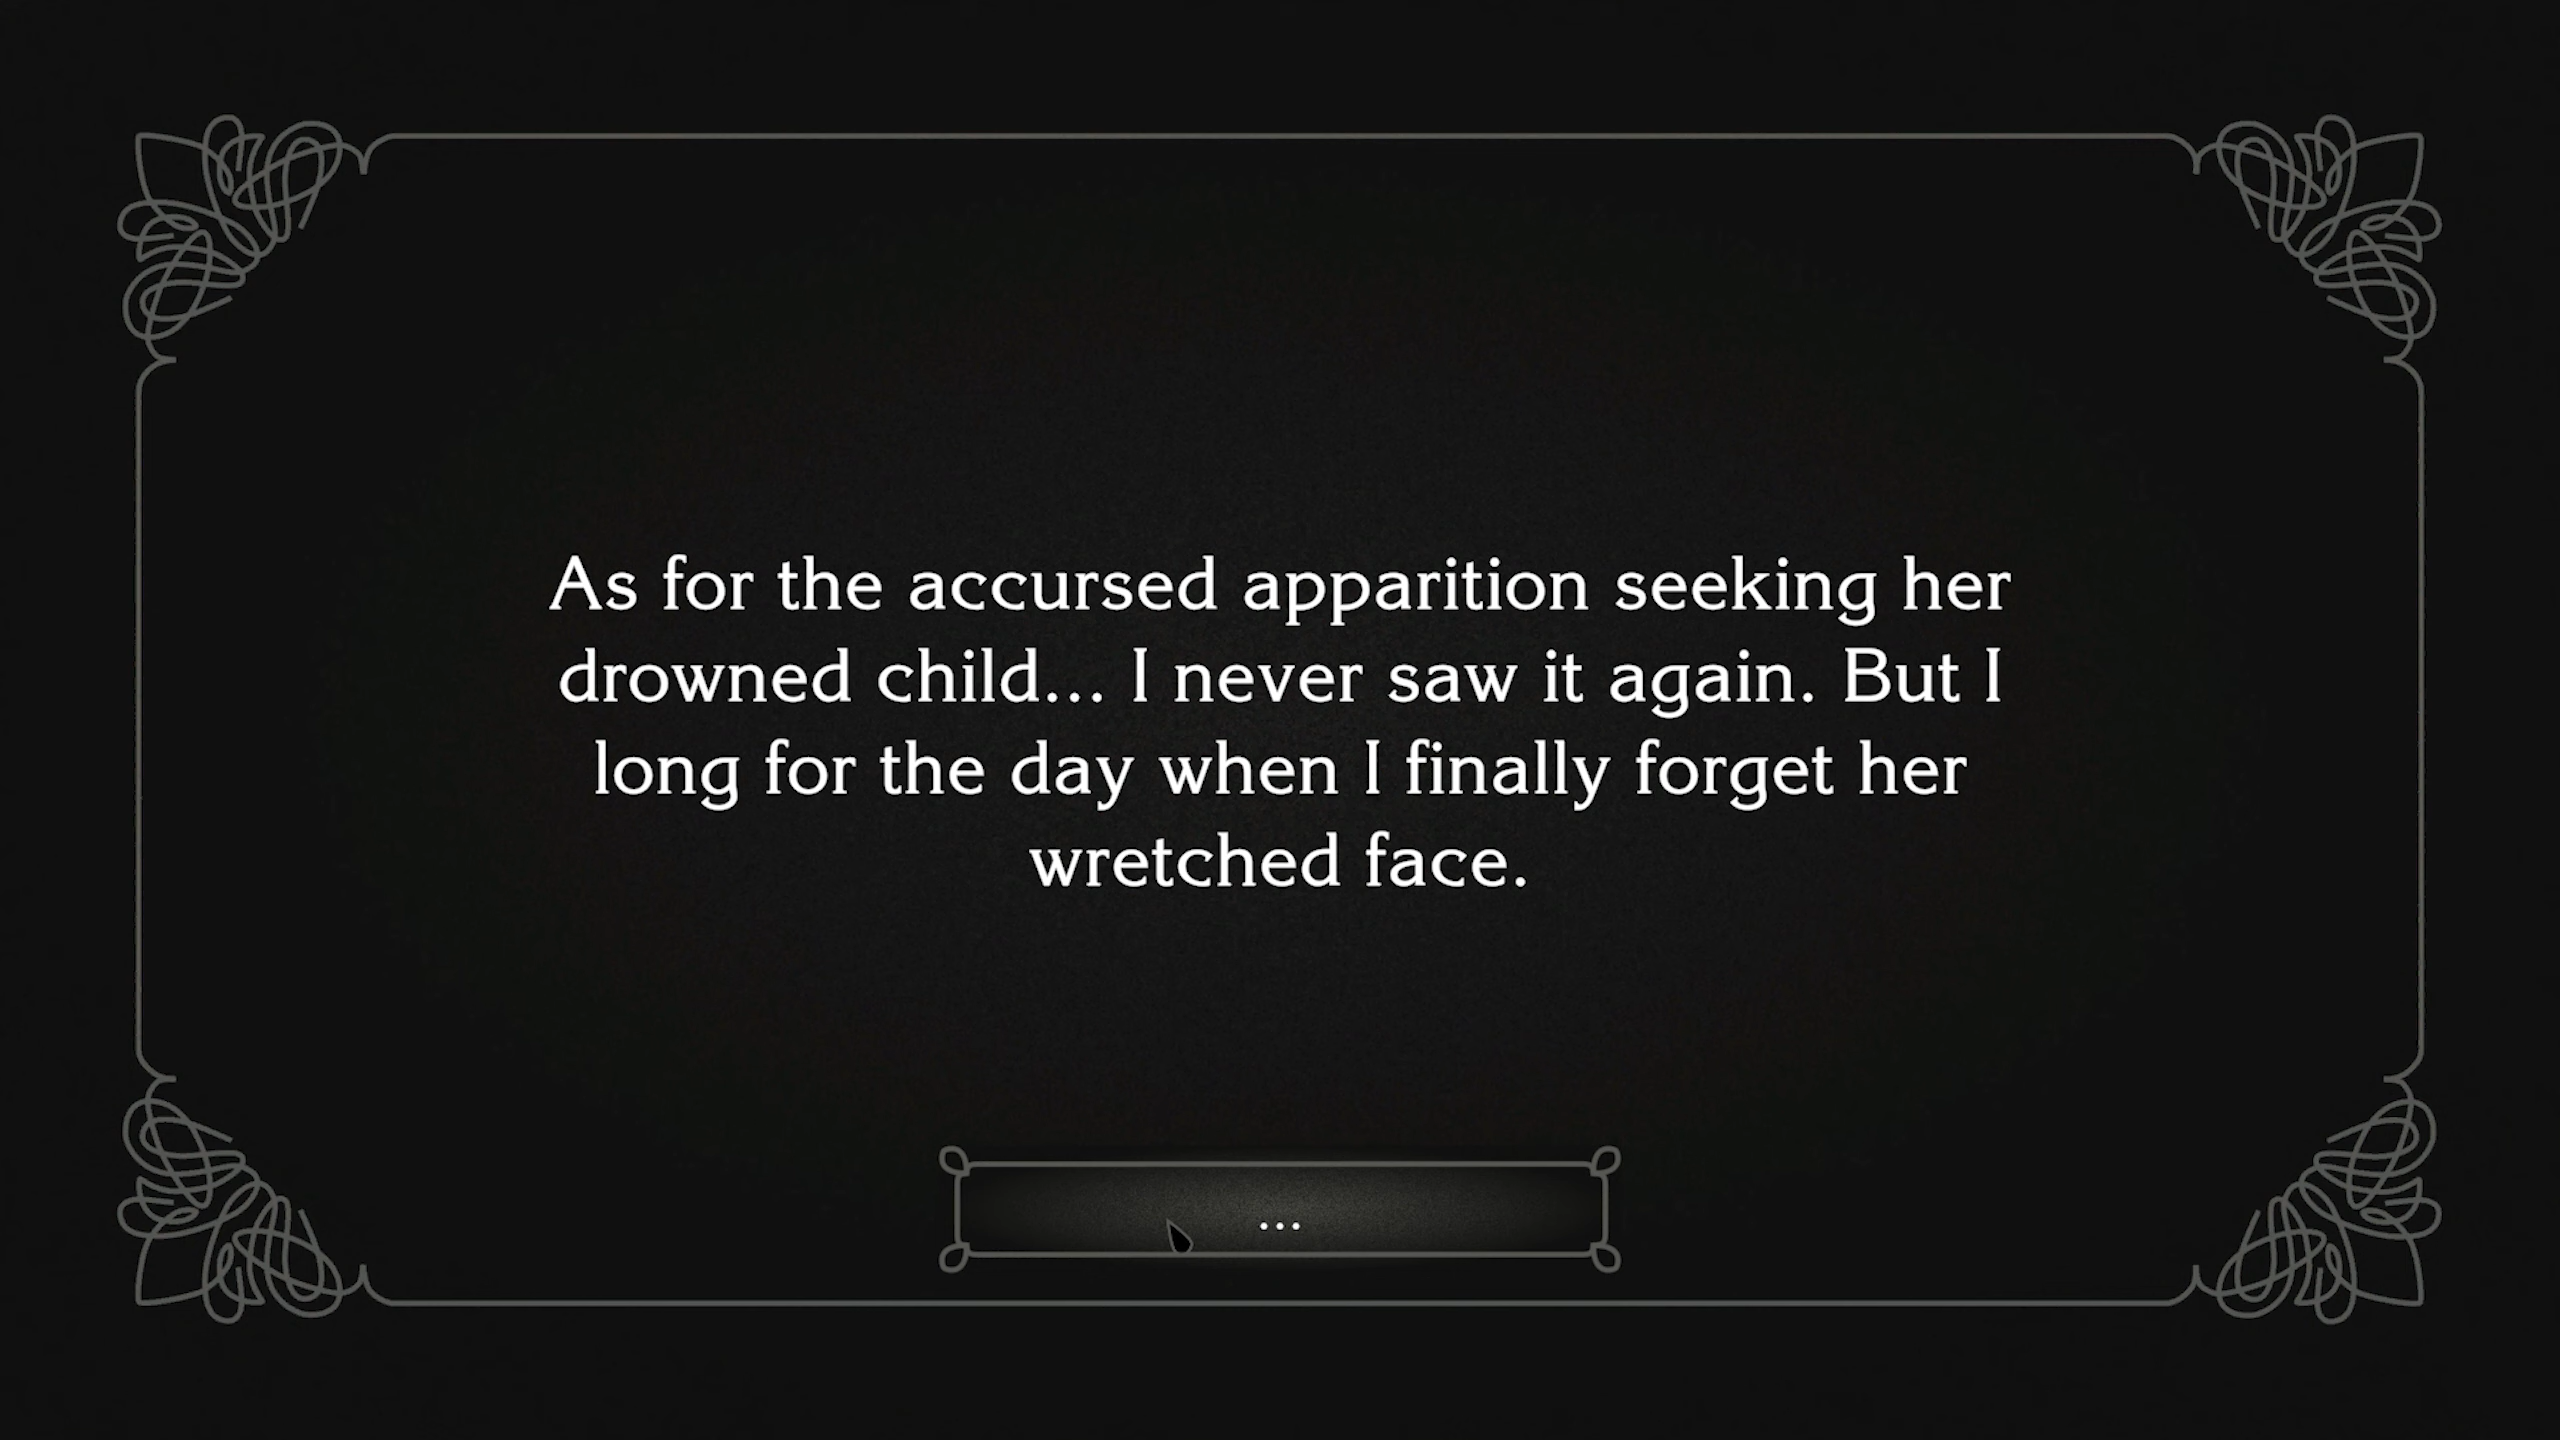 As for the accursed apparition seeking her
drowned child... I never saw it again. But I
long for the day when I finally forget her
wretched face.
...